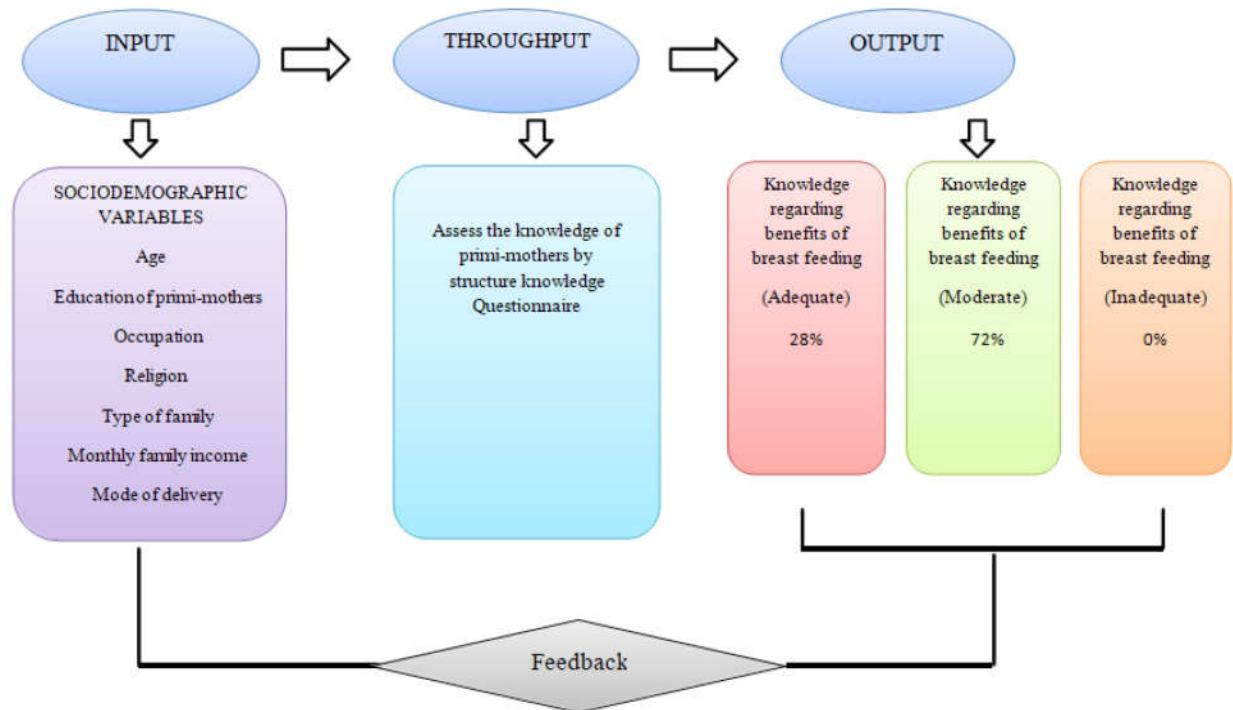 INPUT
THROUGHPUT
OUTPUT
SOCIODEMOGRAPHIC
VARIABLES
Age
Education of primi-mothers
Occupation
Religion
Type of family
Monthly family income
Mode of delivery
Assess the knowledge of
primi-mothers by
structure knowledge
Questionnaire
Knowledge
regarding
benefits of
breast feeding
(Adequate)
28%
Knowledge
regarding
benefits of
breast feeding
(Moderate)
72%
Knowledge
regarding
benefits of
breast feeding
(Inadequate)
0%
Feedback